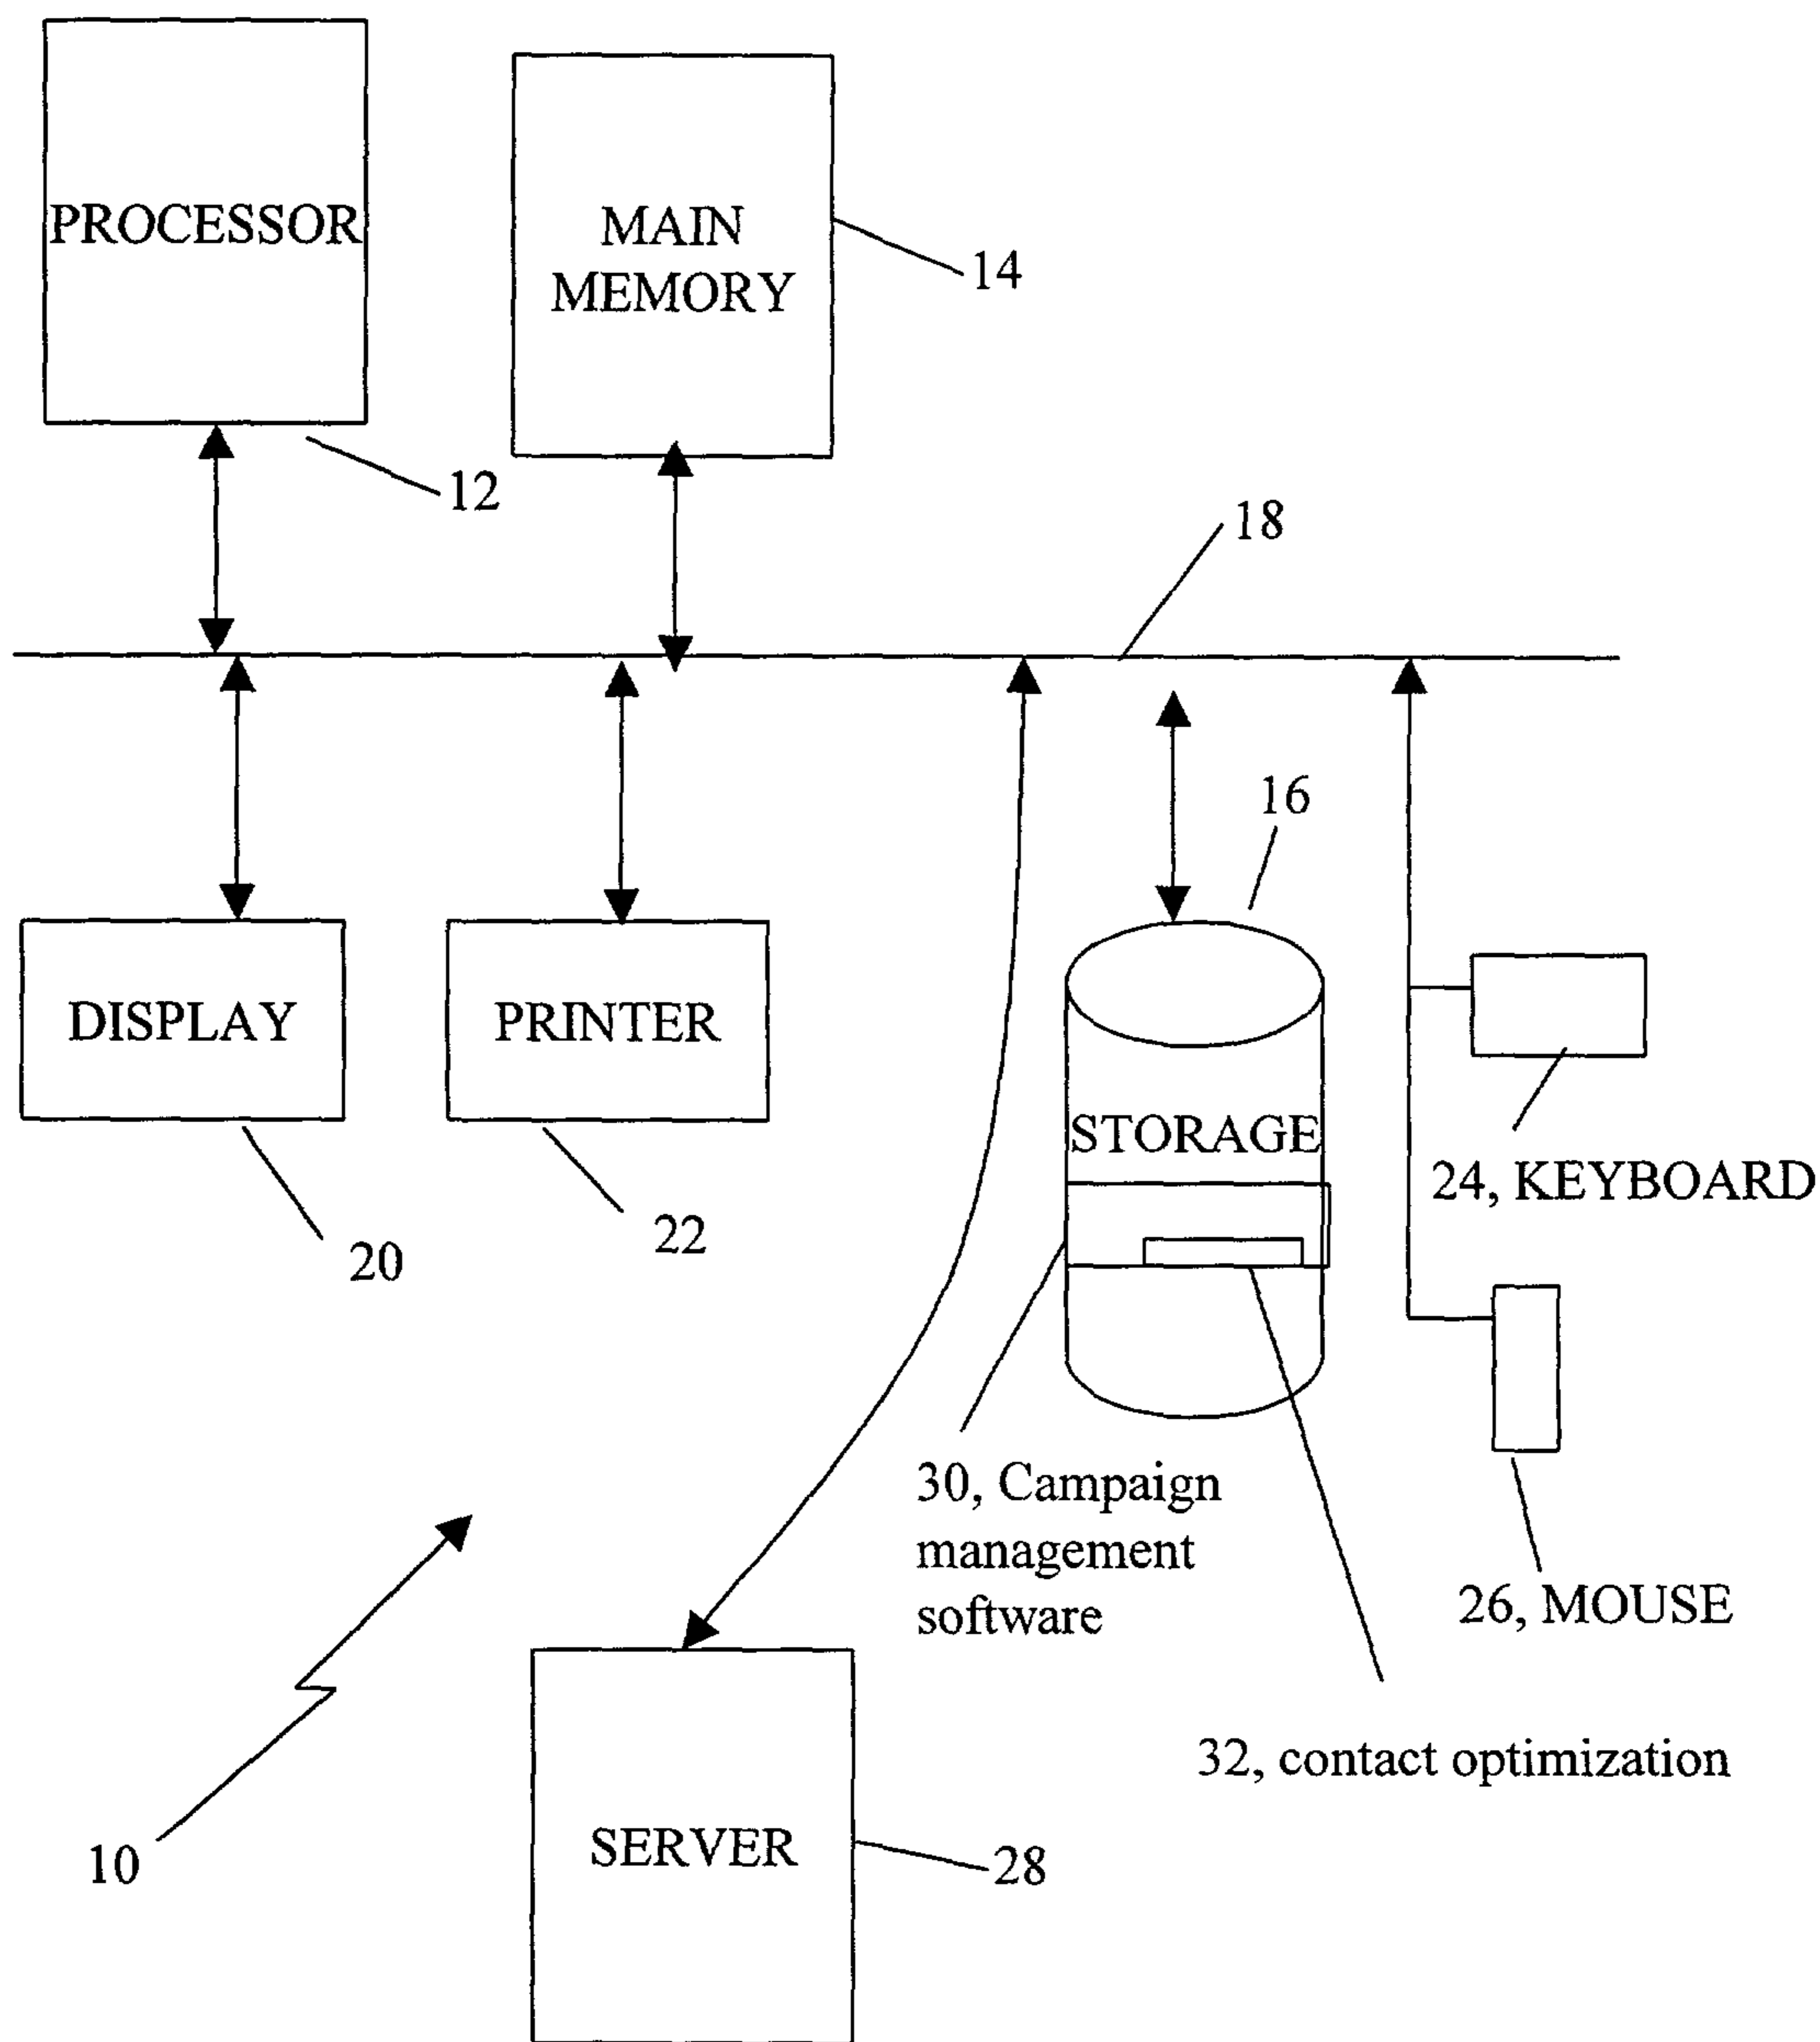 PROCESSOR
MAIN
MEMORY
14
12
18
16
DISPLAY
PRINTER
STORAGE
24, KEYBOARD
20
22
30, Campaign
management
software
26, MOUSE
32, contact optimization
10
SERVER
28